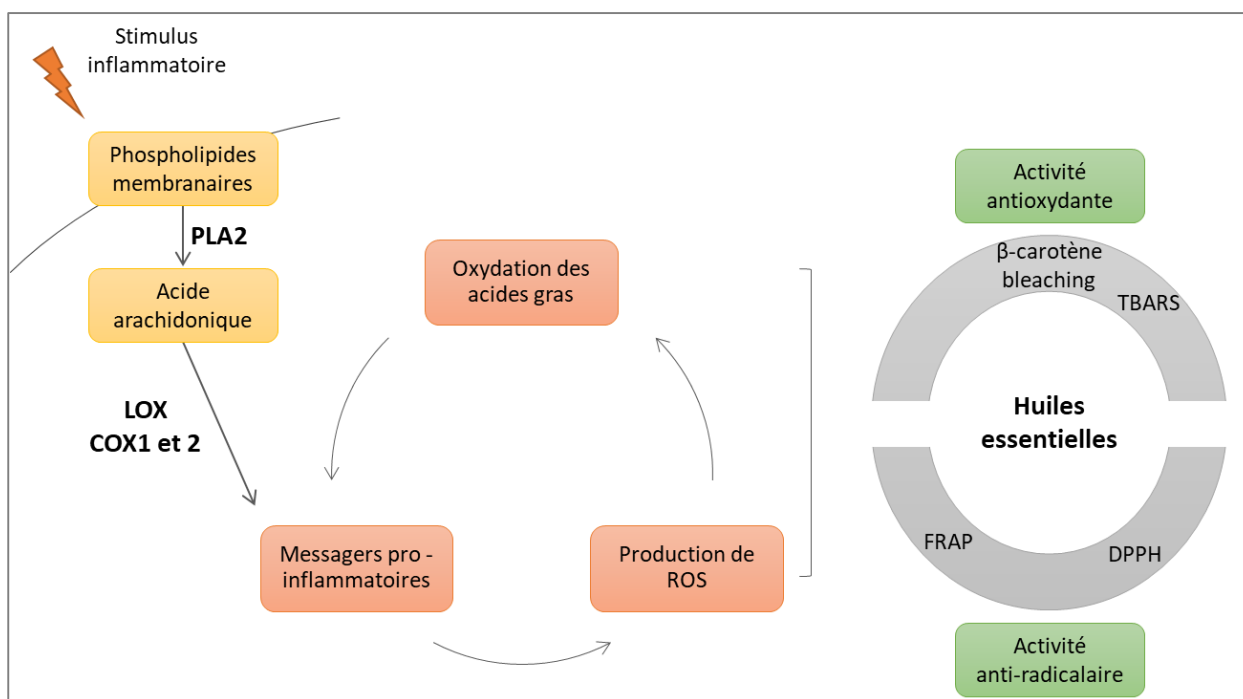 Stimulus
inflammatoire
Phospholipides
membranaires
PLA2
Acide
arachidonique
LOX
COX1 et 2
Oxydation des
acides gras
Messagers pro -
inflammatoires
Production de
ROS
Activité
antioxydante
β-carotène
bleaching
TBARS
Huiles
essentielles
FRAP
DPPH
Activité
anti-radicalaire